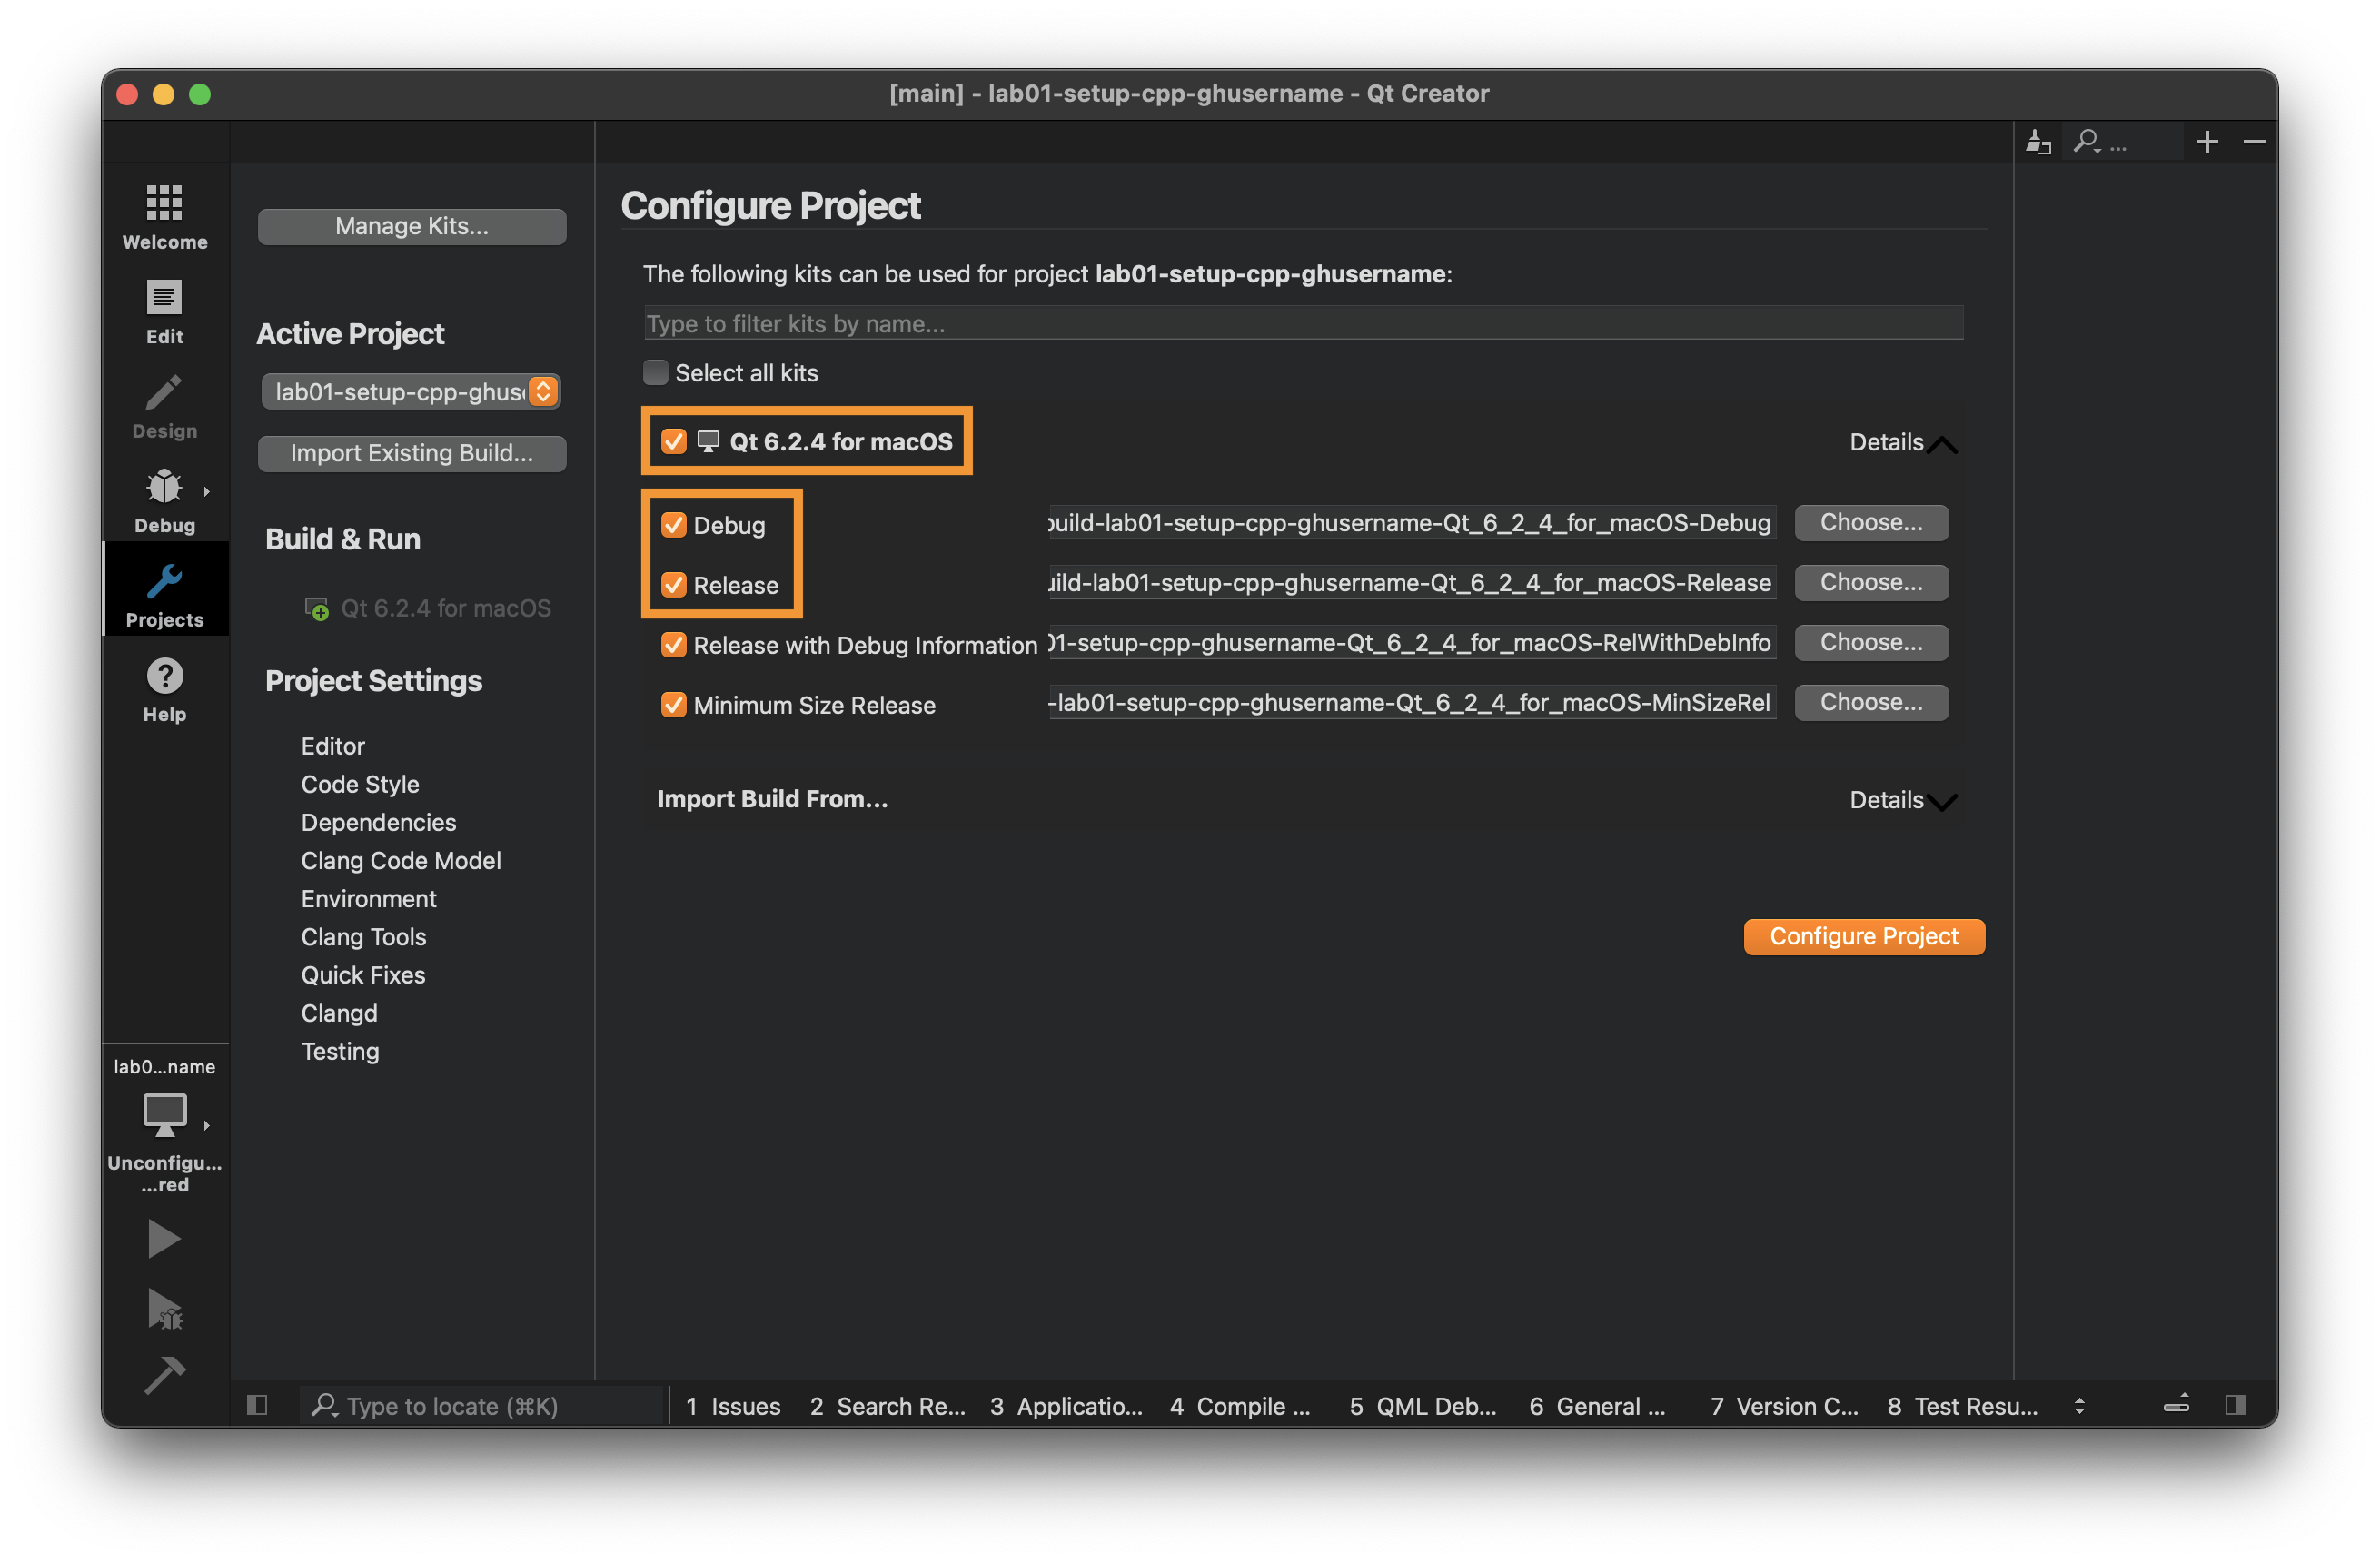 [main] - lab01-setup-cpp-ghusername - Qt Creator
...
Welcome
Edit
Design
Debug
Projects
Help
lab0...name
Unconfigu...
...red
Manage Kits...
Active Project
lab01-setup-cpp-ghus
Import Existing Build...
Build & Run
Qt 6.2.4 for macOS
Project Settings
Editor
Code Style
Dependencies
Clang Code Model
Environment
Clang Tools
Quick Fixes
Clangd
Testing
Configure Project
The following kits can be used for project lab01-setup-cpp-ghusername:
Type to filter kits by name...
Select all kits
Qt 6.2.4 for macOS Details
Debug build-lab01-setup-cpp-ghusername-Qt_6_2_4_for_macOS-Debug Choose...
Release uild-lab01-setup-cpp-ghusername-Qt_6_2_4_for_macOS-Release Choose...
Release with Debug Information 01-setup-cpp-ghusername-Qt_6_2_4_for_macOS-RelWithDebInfo Choose...
Minimum Size Release -lab01-setup-cpp-ghusername-Qt_6_2_4_for_macOS-MinSizeRel Choose...
Import Build From... Details
Configure Project
Type to locate (⌘K) 1 Issues 2 Search Re... 3 Applicatio... 4 Compile ... 5 QML Deb... 6 General ... 7 Version C... 8 Test Resu...